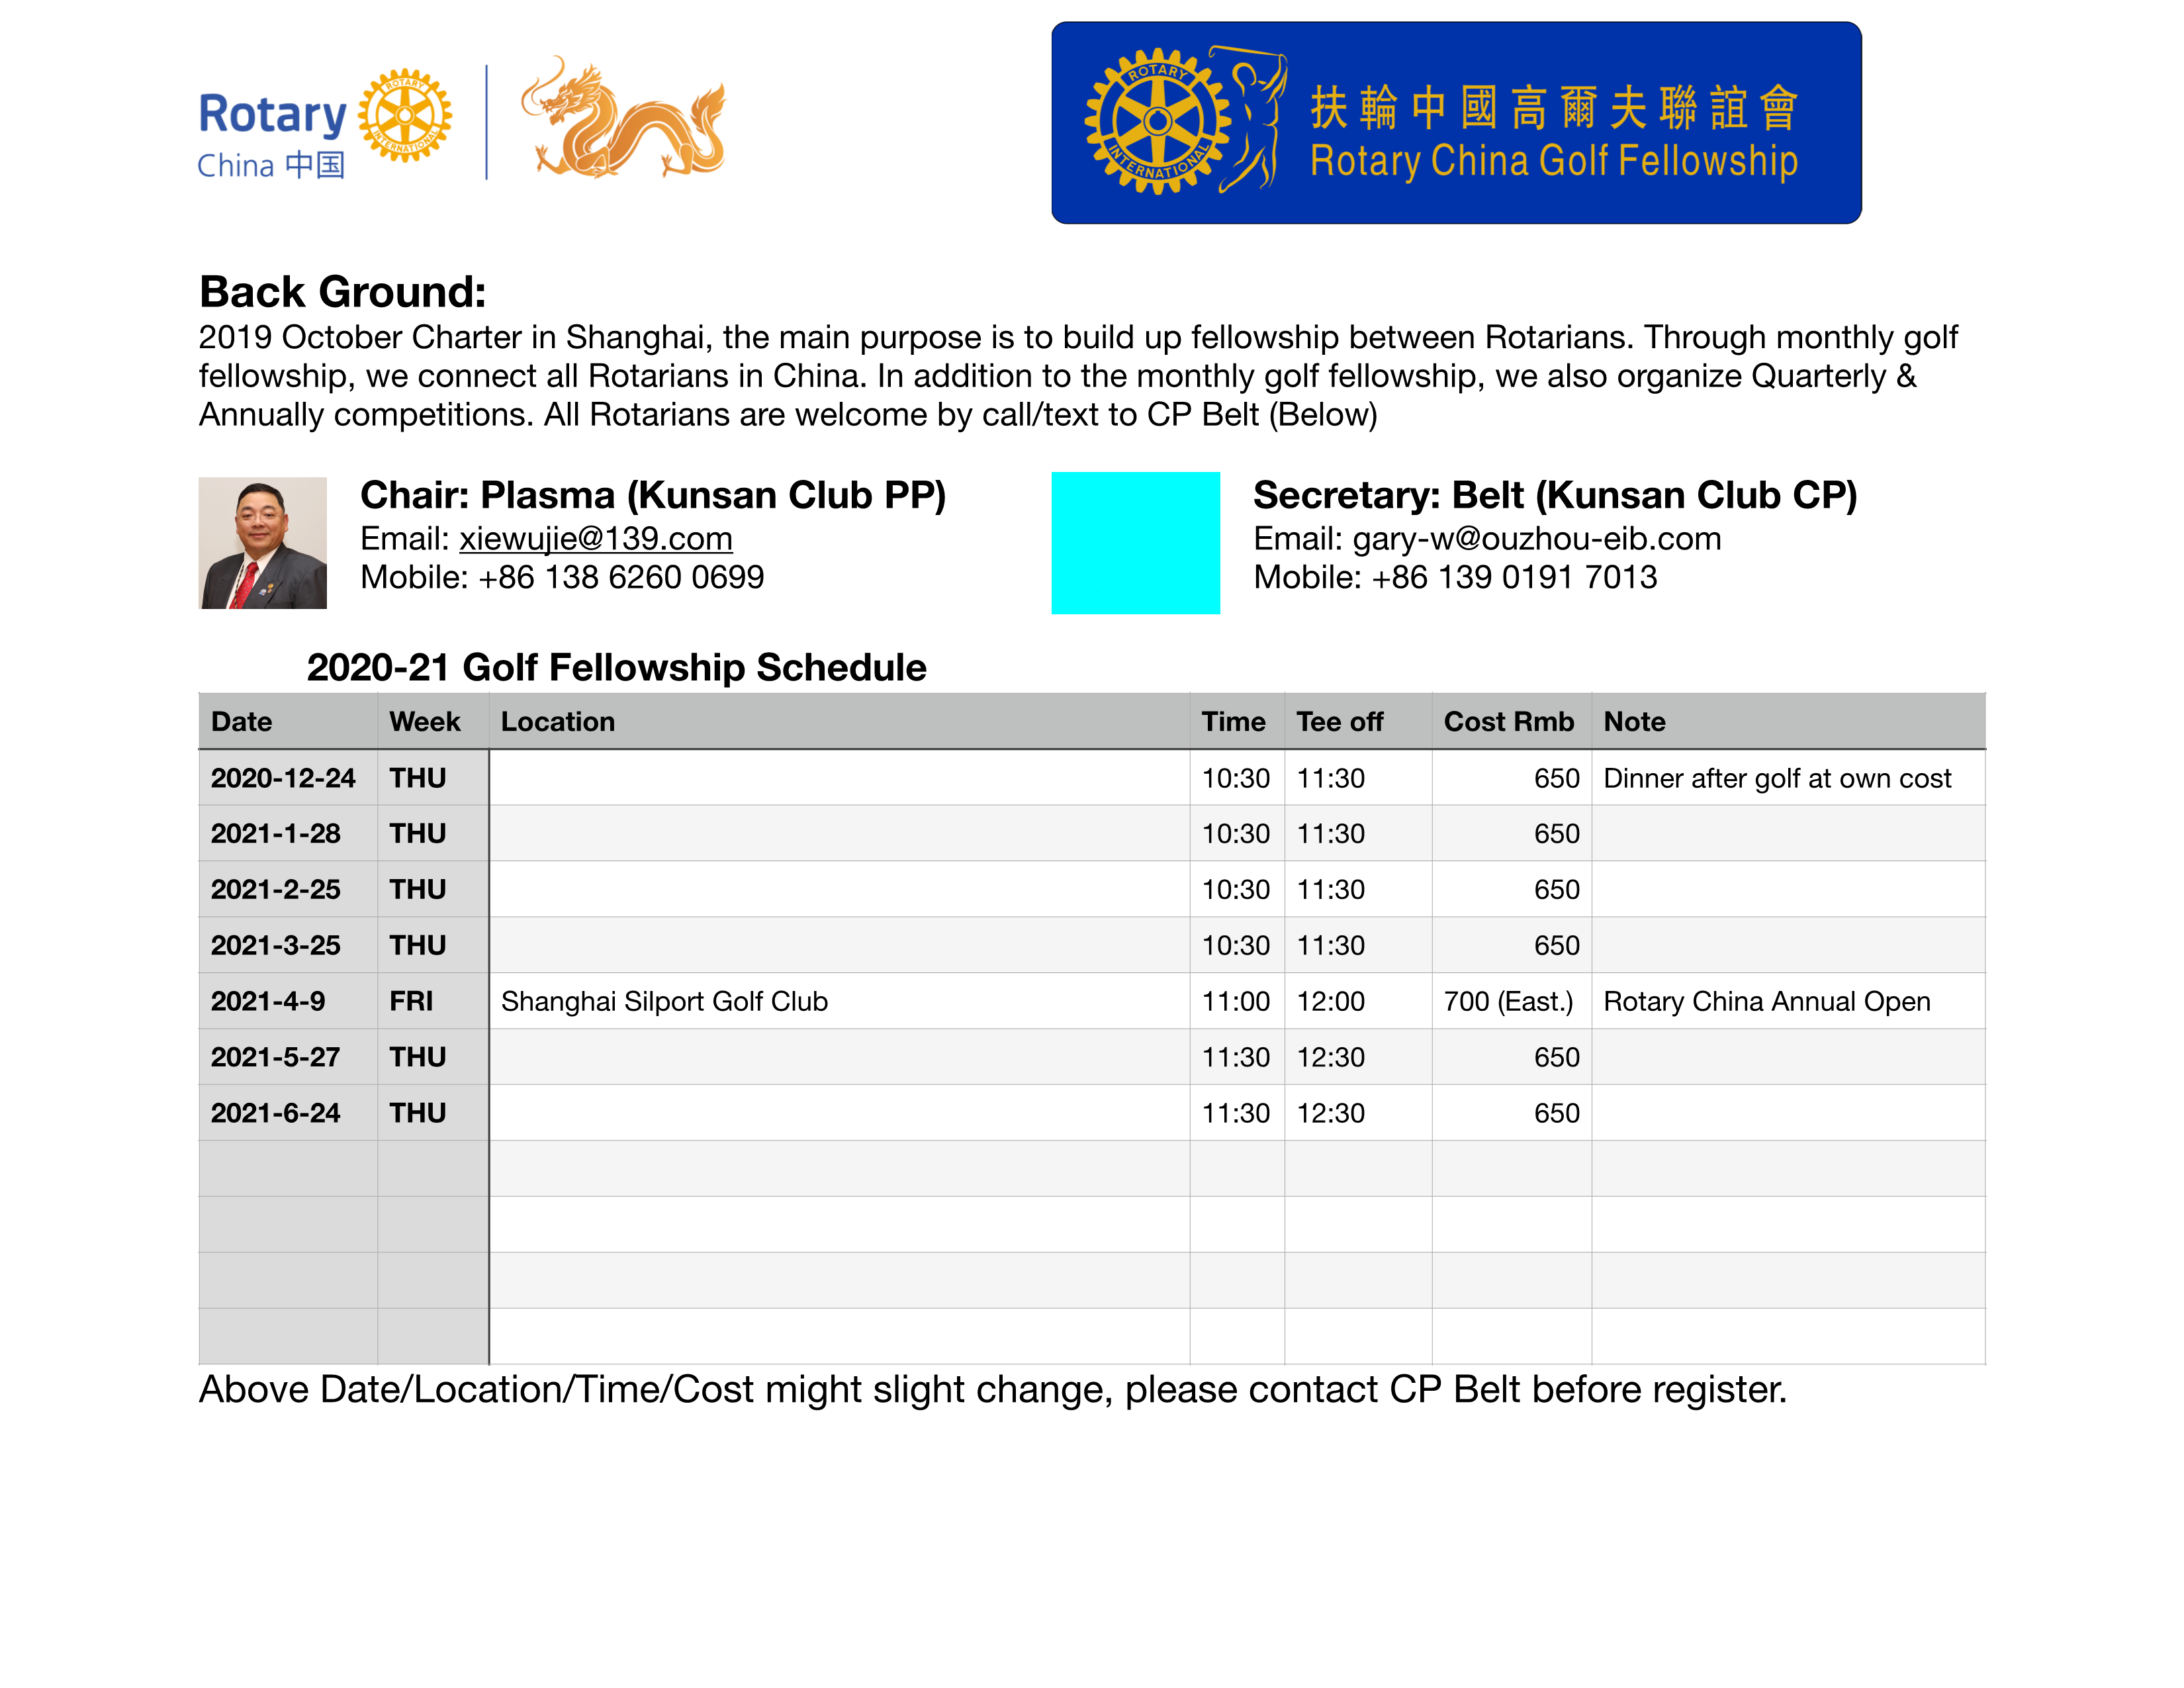 Rotary
China 中国
ROTARY
INTERNATIONAL
ROTARY
INTERNATIONAL
扶輪中國高爾夫聯誼會
Rotary China Golf Fellowship
Back Ground:
2019 October Charter in Shanghai, the main purpose is to build up fellowship between Rotarians. Through monthly golf
fellowship, we connect all Rotarians in China. In addition to the monthly golf fellowship, we also organize Quarterly &
Annually competitions. All Rotarians are welcome by call/text to CP Belt (Below)
Chair: Plasma (Kunsan Club PP)
Email: xiewujie@139.com
Mobile: +86 138 6260 0699
Secretary: Belt (Kunsan Club CP)
Email: gary-w@ouzhou-eib.com
Mobile: +86 139 0191 7013
2020-21 Golf Fellowship Schedule
Date Week Location Time Tee off Cost Rmb Note
2020-12-24 THU 10:30 11:30 650 Dinner after golf at own cost
2021-1-28 THU 10:30 11:30 650
2021-2-25 THU 10:30 11:30 650
2021-3-25 THU 10:30 11:30 650
2021-4-9 FRI Shanghai Silport Golf Club 11:00 12:00 700 (East.) Rotary China Annual Open
2021-5-27 THU 11:30 12:30 650
2021-6-24 THU 11:30 12:30 650
Above Date/Location/Time/Cost might slight change, please contact CP Belt before register.